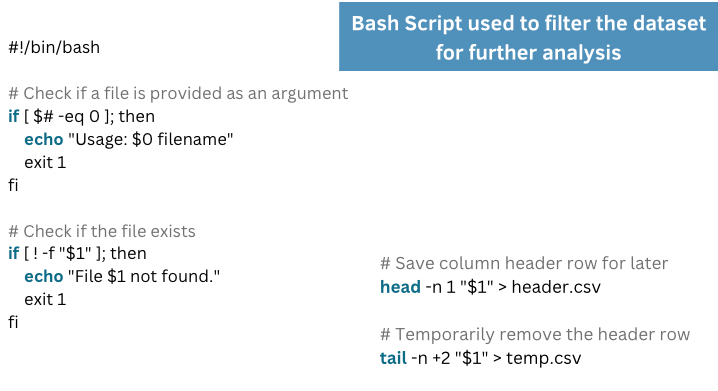 Bash Script used to filter the dataset
for further analysis
#!/bin/bash
# Check if a file is provided as an argument
if [ $# -eq 0 ]; then
echo "Usage: $0 filename"
exit 1
fi
# Check if the file exists
if [ ! -f "$1" ]; then
echo "File $1 not found."
exit 1
fi
# Save column header row for later
head -n 1 "$1" > header.csv
# Temporarily remove the header row
tail -n +2 "$1" > temp.csv